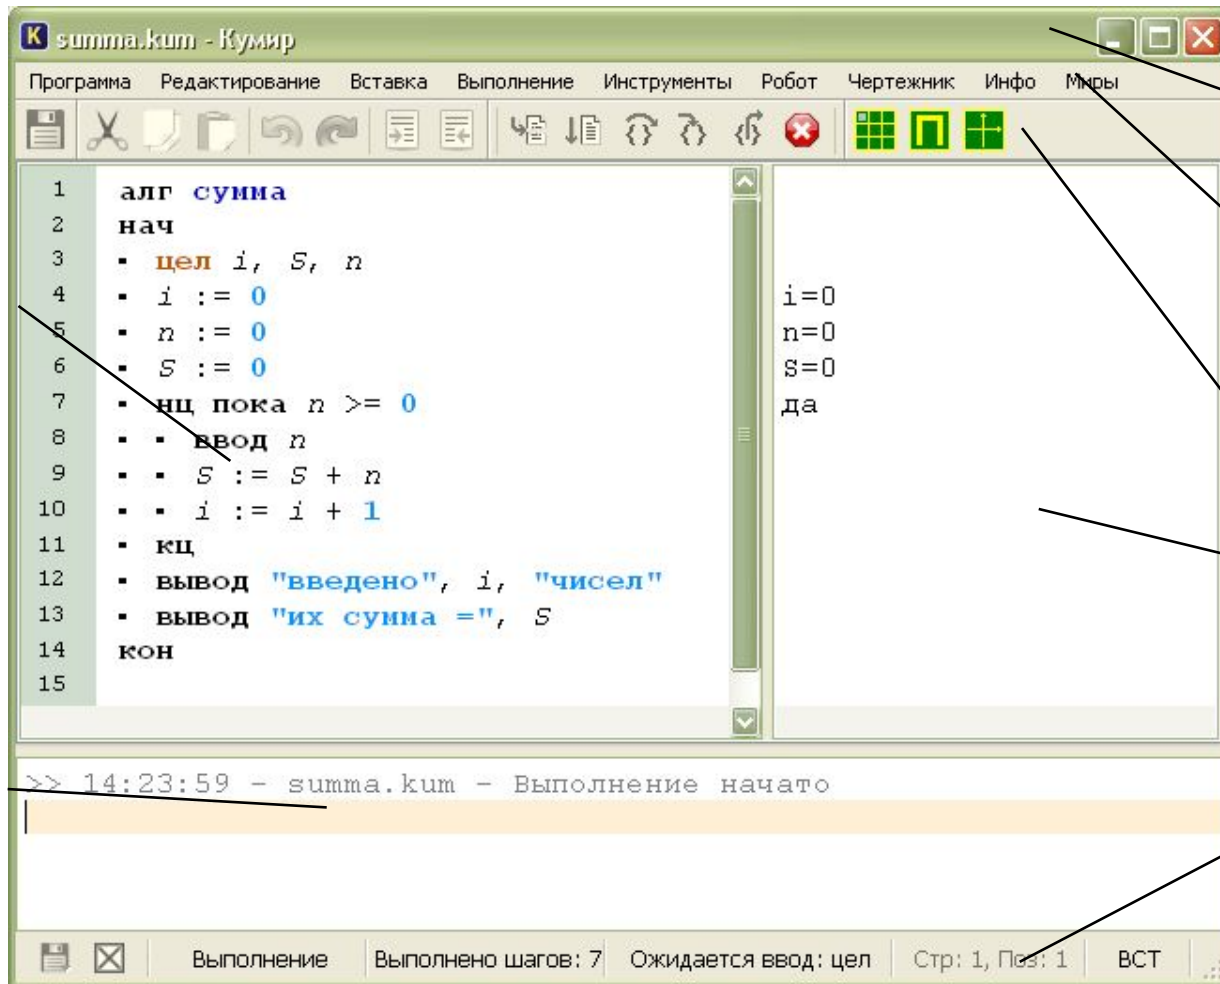 K summa.kum - Кумир
Программа Редактирование Вставка Выполнение Инструменты Робот Чертежник Инфо Миры
1 алг сумма
2 нач
3 ▪ цел i, S, n
4 ▪ i := 0 i=0
5 ▪ n := 0 n=0
6 ▪ S := 0 S=0
7 ▪ нц пока n >= 0 да
8 ▪ ▪ ввод n
9 ▪ ▪ S := S + n
10 ▪ ▪ i := i + 1
11 ▪ кц
12 ▪ вывод "введено", i, "чисел"
13 ▪ вывод "их сумма =", S
14 кон
15
>> 14:23:59 - summa.kum - Выполнение начато
Выполнение Выполнено шагов: 7 Ожидается ввод: цел Стр: 1, Поз: 1 ВСТ